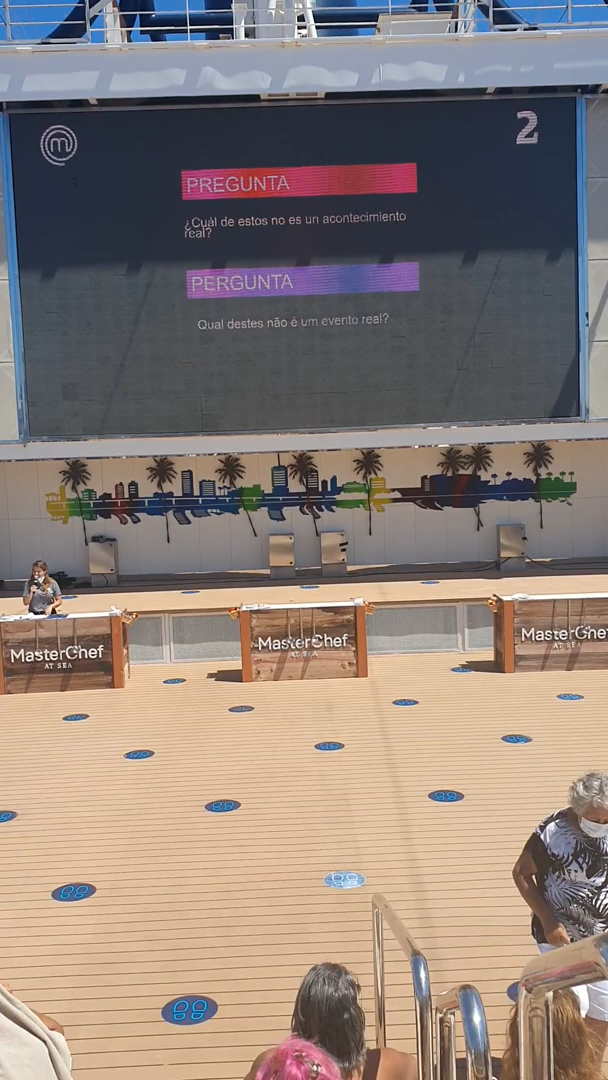 m
2
PREGUNTA
¿Cuál de estos no es un acontecimiento
real?
PERGUNTA
Qual destes não é um evento real?
MasterChef
AT SEA
MasterChef
AT SEA
MasterChef
AT SEA